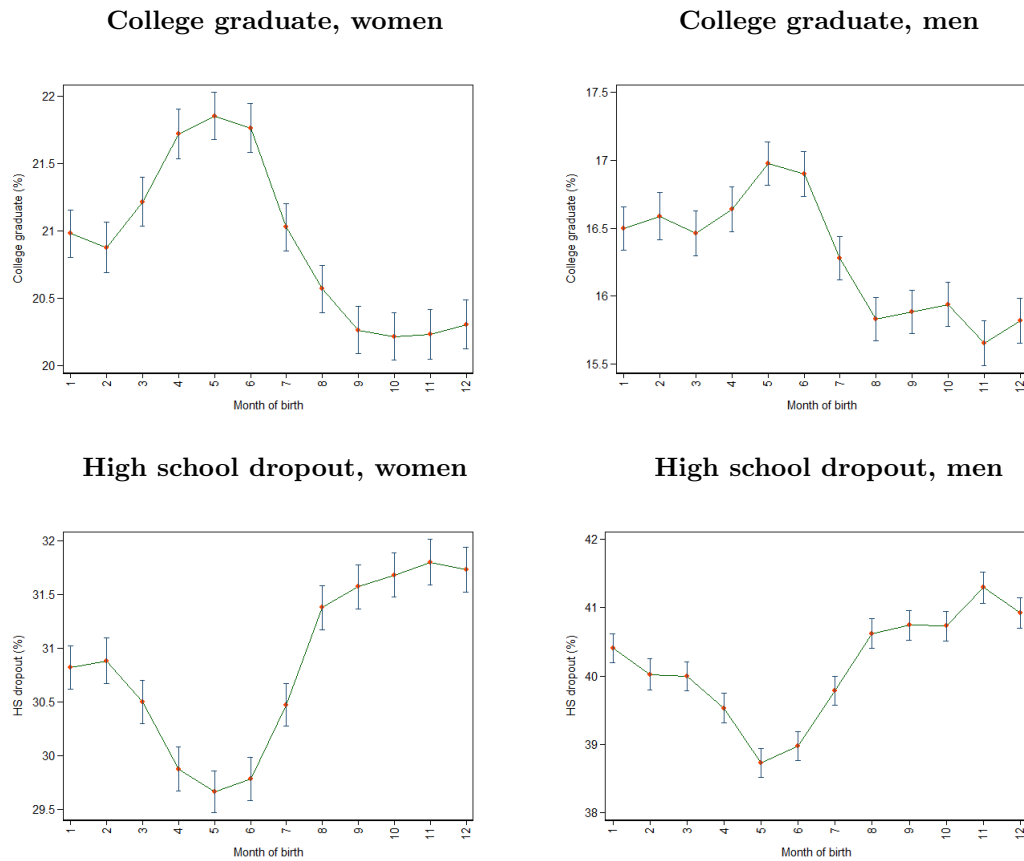 College graduate, women
College graduate, men
College graduate (%)
22
21.5
21
20.5
20
1 2 3 4 5 6 7 8 9 10 11 12
Month of birth
College graduate (%)
17.5
17
16.5
16
15.5
1 2 3 4 5 6 7 8 9 10 11 12
Month of birth
High school dropout, women
High school dropout, men
HS dropout (%)
32
31.5
31
30.5
30
29.5
1 2 3 4 5 6 7 8 9 10 11 12
Month of birth
HS dropout (%)
42
41
40
39
38
1 2 3 4 5 6 7 8 9 10 11 12
Month of birth